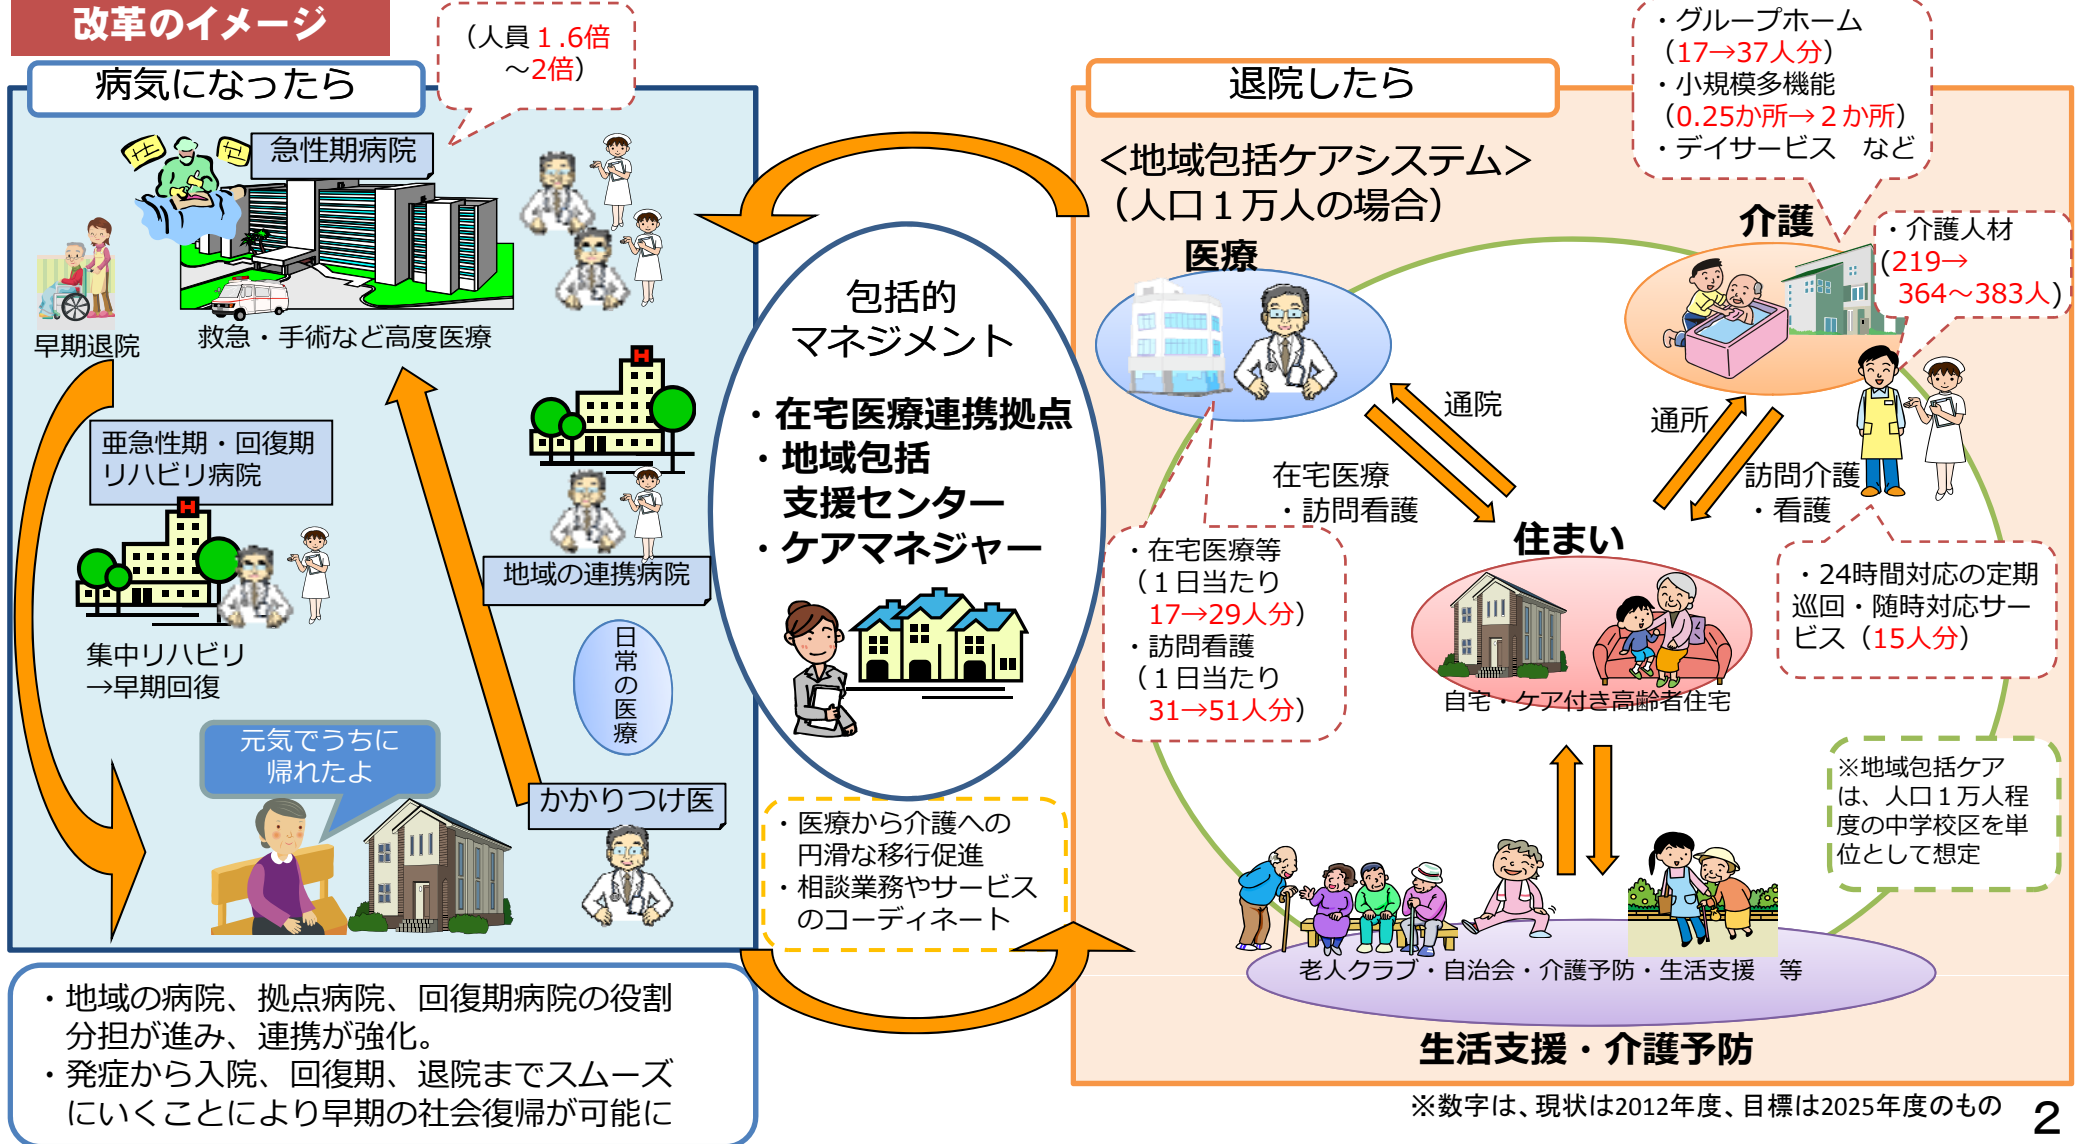 改革のイメージ
(人員１.6倍
～2倍)
病気になったら
急性期病院
救急・手術など高度医療
早期退院
亜急性期・回復期
リハビリ病院
集中リハビリ
→早期回復
地域の連携病院
日常の医療
元気でうちに
帰れたよ
かかりつけ医
・地域の病院、拠点病院、回復期病院の役割
分担が進み、連携が強化。
・発症から入院、回復期、退院までスムーズ
にいくことにより早期の社会復帰が可能に
包括的
マネジメント
・在宅医療連携拠点
・地域包括
支援センター
・ケアマネジャー
・医療から介護への
円滑な移行促進
・相談業務やサービス
のコーディネート
退院したら
＜地域包括ケアシステム＞
(人口１万人の場合)
・グループホーム
(17→37人分)
・小規模多機能
(0.25か所→２か所)
・デイサービス　など
介護
・介護人材
(219→
364～383人)
医療
通院
在宅医療
・訪問看護
通所
訪問介護
・看護
・在宅医療等
(１日当たり
17→29人分)
・訪問看護
(１日当たり
31→51人分)
住まい
自宅・ケア付き高齢者住宅
・24時間対応の定期
巡回・随時対応サー
ビス（15人分）
※地域包括ケア
は、人口１万人程
度の中学校区を単
位として想定
老人クラブ・自治会・介護予防・生活支援　等
生活支援・介護予防
※数字は、現状は2012年度、目標は2025年度のもの
2
H
H